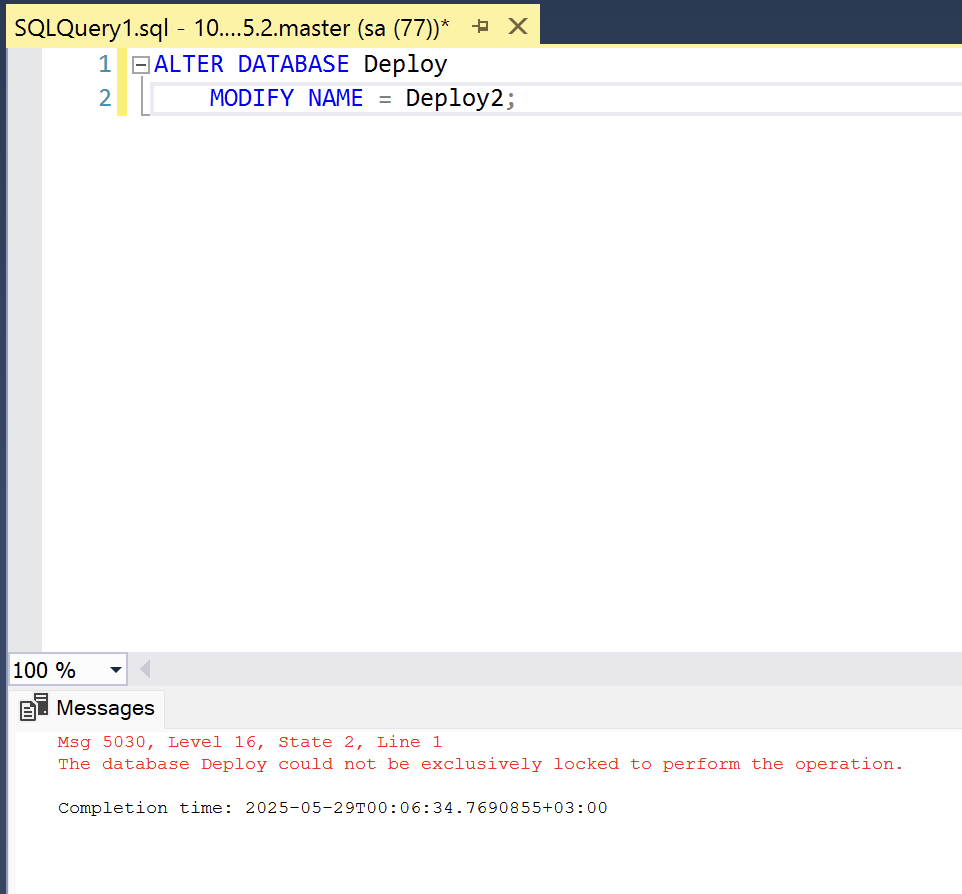 SQLQuery1.sql - 10....5.2.master (sa (77))*
1 ALTER DATABASE Deploy
2 MODIFY NAME = Deploy2;
100 %
Messages
Msg 5030, Level 16, State 2, Line 1
The database Deploy could not be exclusively locked to perform the operation.
Completion time: 2025-05-29T00:06:34.7690855+03:00